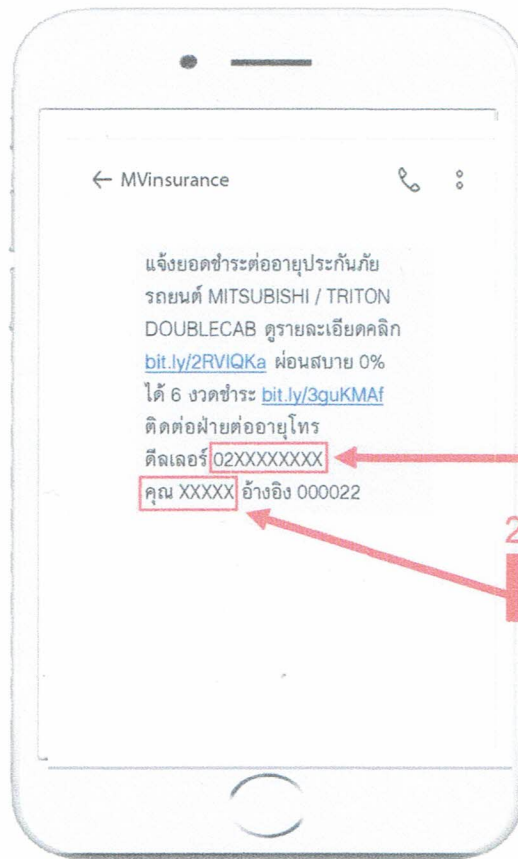 ← MVinsurance
แจ้งยอดชำระต่ออายุประกันภัย
รถยนต์ MITSUBISHI / TRITON
DOUBLECAB ดูรายละเอียดคลิก
bit.ly/2RVIQKa ผ่อนสบาย 0%
ได้ 6 งวดชำระ bit.ly/3guKMAf
ติดต่อฝ่ายต่ออายุโทร
ดีลเลอร์ 02XXXXXXXX
คุณ XXXXX อ้างอิง 000022
2